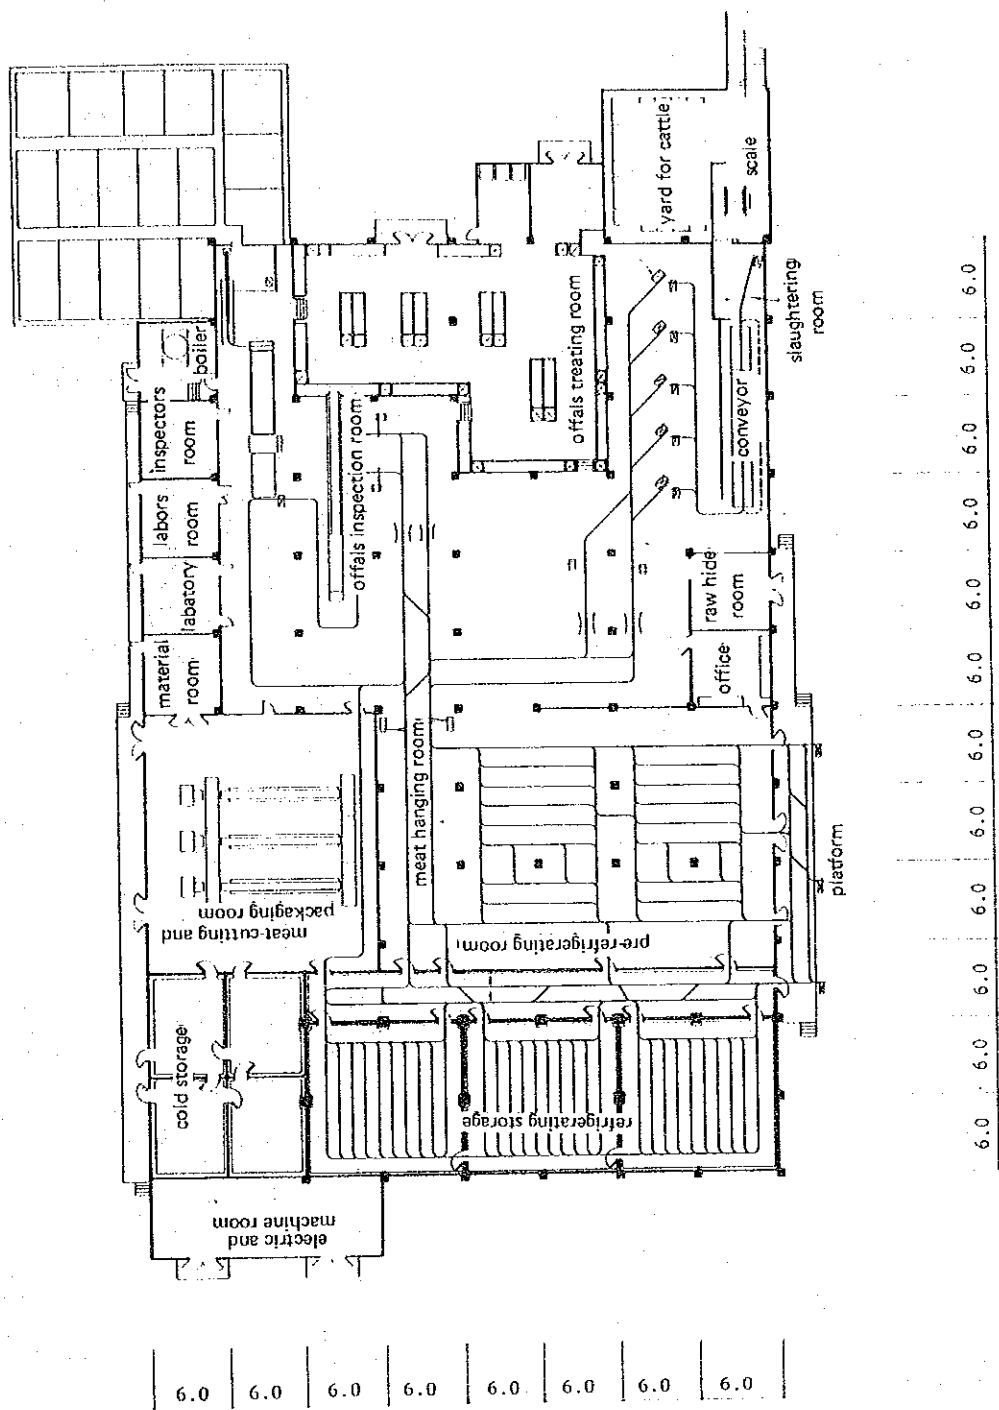 yard for cattle
scale
slaughtering
room
conveyor
offals treating room
boiler
inspectors
room
labors
room
labatory
material
room
offals inspection room
raw hide
room
office
meat hanging room
platform
meat-cutting and
packaging room
pre-refrigerating room
cold storage
refrigerating storage
electric and
machine room
6.0
6.0
6.0
6.0
6.0
6.0
6.0
6.0
6.0
6.0
6.0
6.0
6.0 6.0 6.0 6.0 6.0 6.0 6.0 6.0